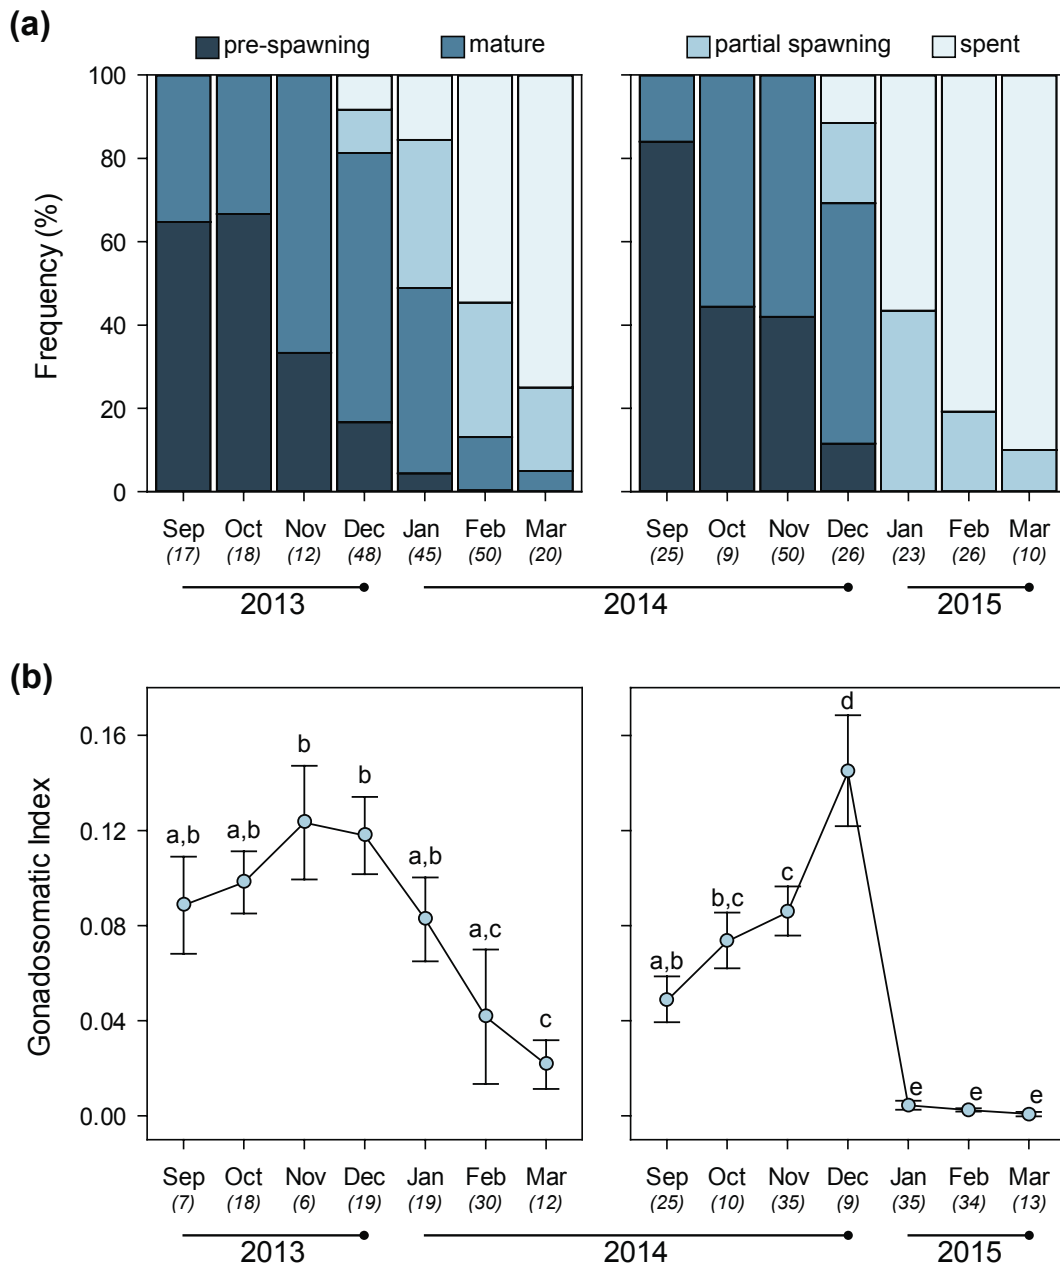 (a)
pre-spawning mature partial spawning spent
Frequency (%)
100
80
60
40
20
0
Sep Oct Nov Dec Jan Feb Mar Sep Oct Nov Dec Jan Feb Mar
(17) (18) (12) (48) (45) (50) (20) (25) (9) (50) (26) (23) (26) (10)
2013 2014 2015
(b)
Gonadosomatic Index
0.16
0.12
0.08
0.04
0.00
a,b a,b b b a,b a,c c
a,b b,c c d e e e
Sep Oct Nov Dec Jan Feb Mar Sep Oct Nov Dec Jan Feb Mar
(7) (18) (6) (19) (19) (30) (12) (25) (10) (35) (9) (35) (34) (13)
2013 2014 2015